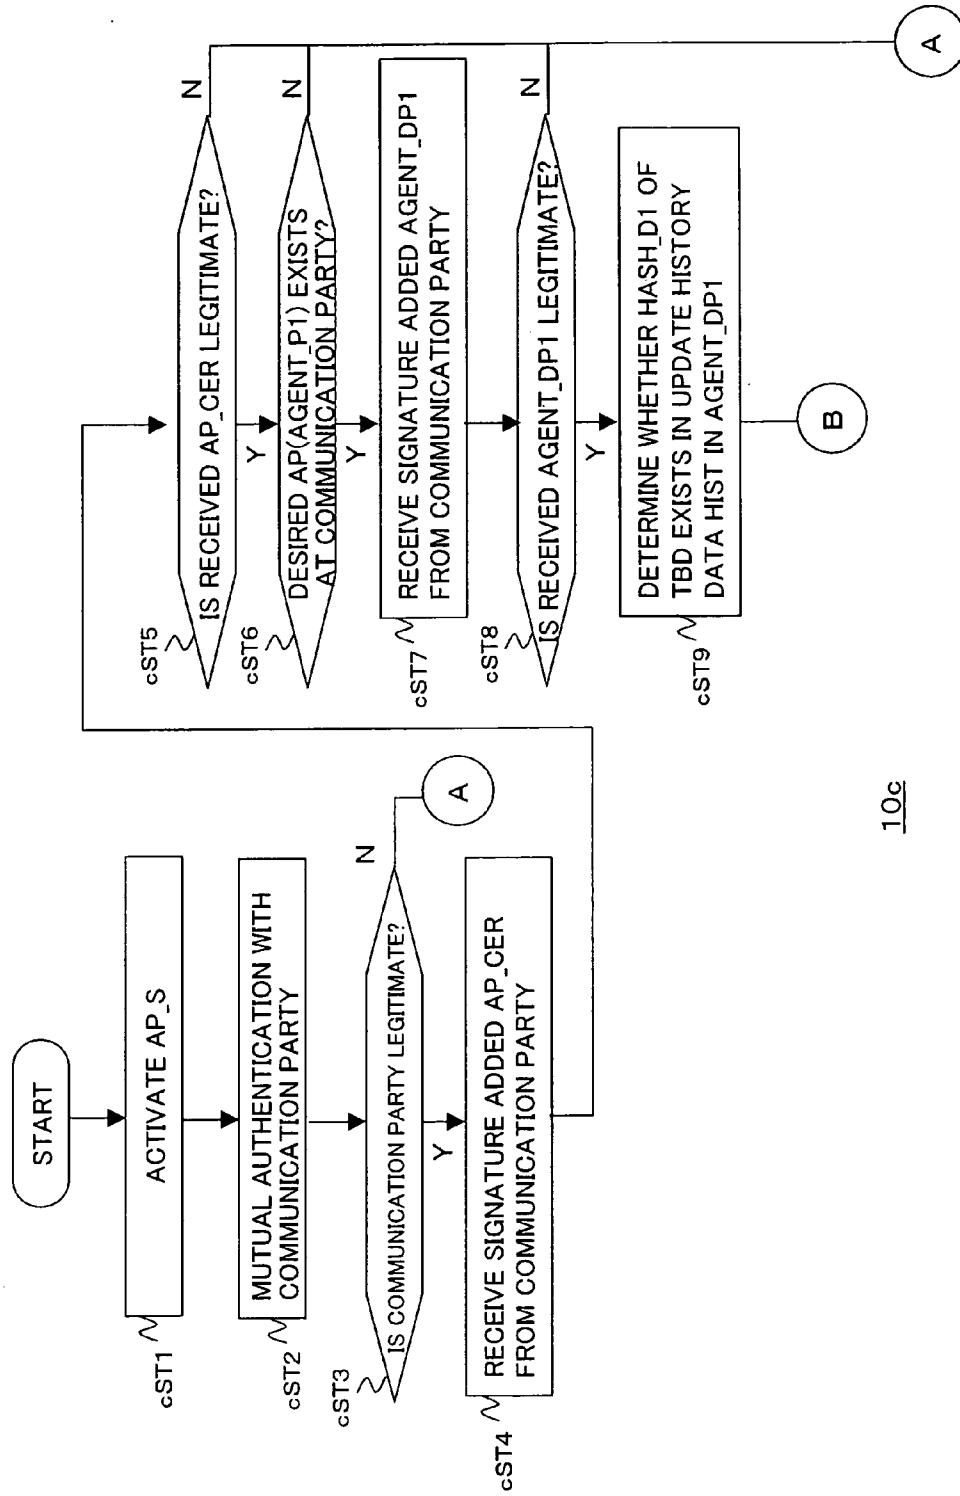 START
cST1
ACTIVATE AP_S
cST2
MUTUAL AUTHENTICATION WITH
COMMUNICATION PARTY
cST3
IS COMMUNICATION PARTY LEGITIMATE?
N
A
Y
cST4
RECEIVE SIGNATURE ADDED AP_CER
FROM COMMUNICATION PARTY
cST5
IS RECEIVED AP_CER LEGITIMATE?
N
Y
cST6
DESIRED AP(AGENT_P1) EXISTS
AT COMMUNICATION PARTY?
N
Y
cST7
RECEIVE SIGNATURE ADDED AGENT_DP1
FROM COMMUNICATION PARTY
cST8
IS RECEIVED AGENT_DP1 LEGITIMATE?
N
Y
cST9
DETERMINE WHETHER HASH_D1 OF
TBD EXISTS IN UPDATE HISTORY
DATA HIST IN AGENT_DP1
A
B
10c